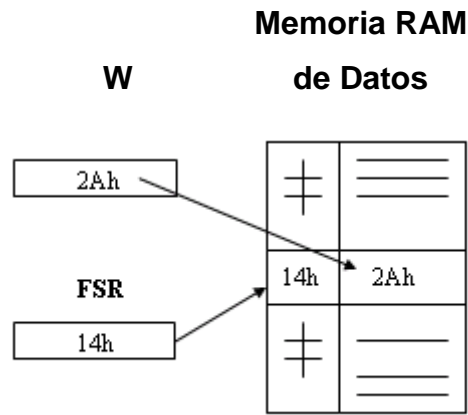 Memoria RAM
W de Datos
2Ah
14h 2Ah
FSR
14h